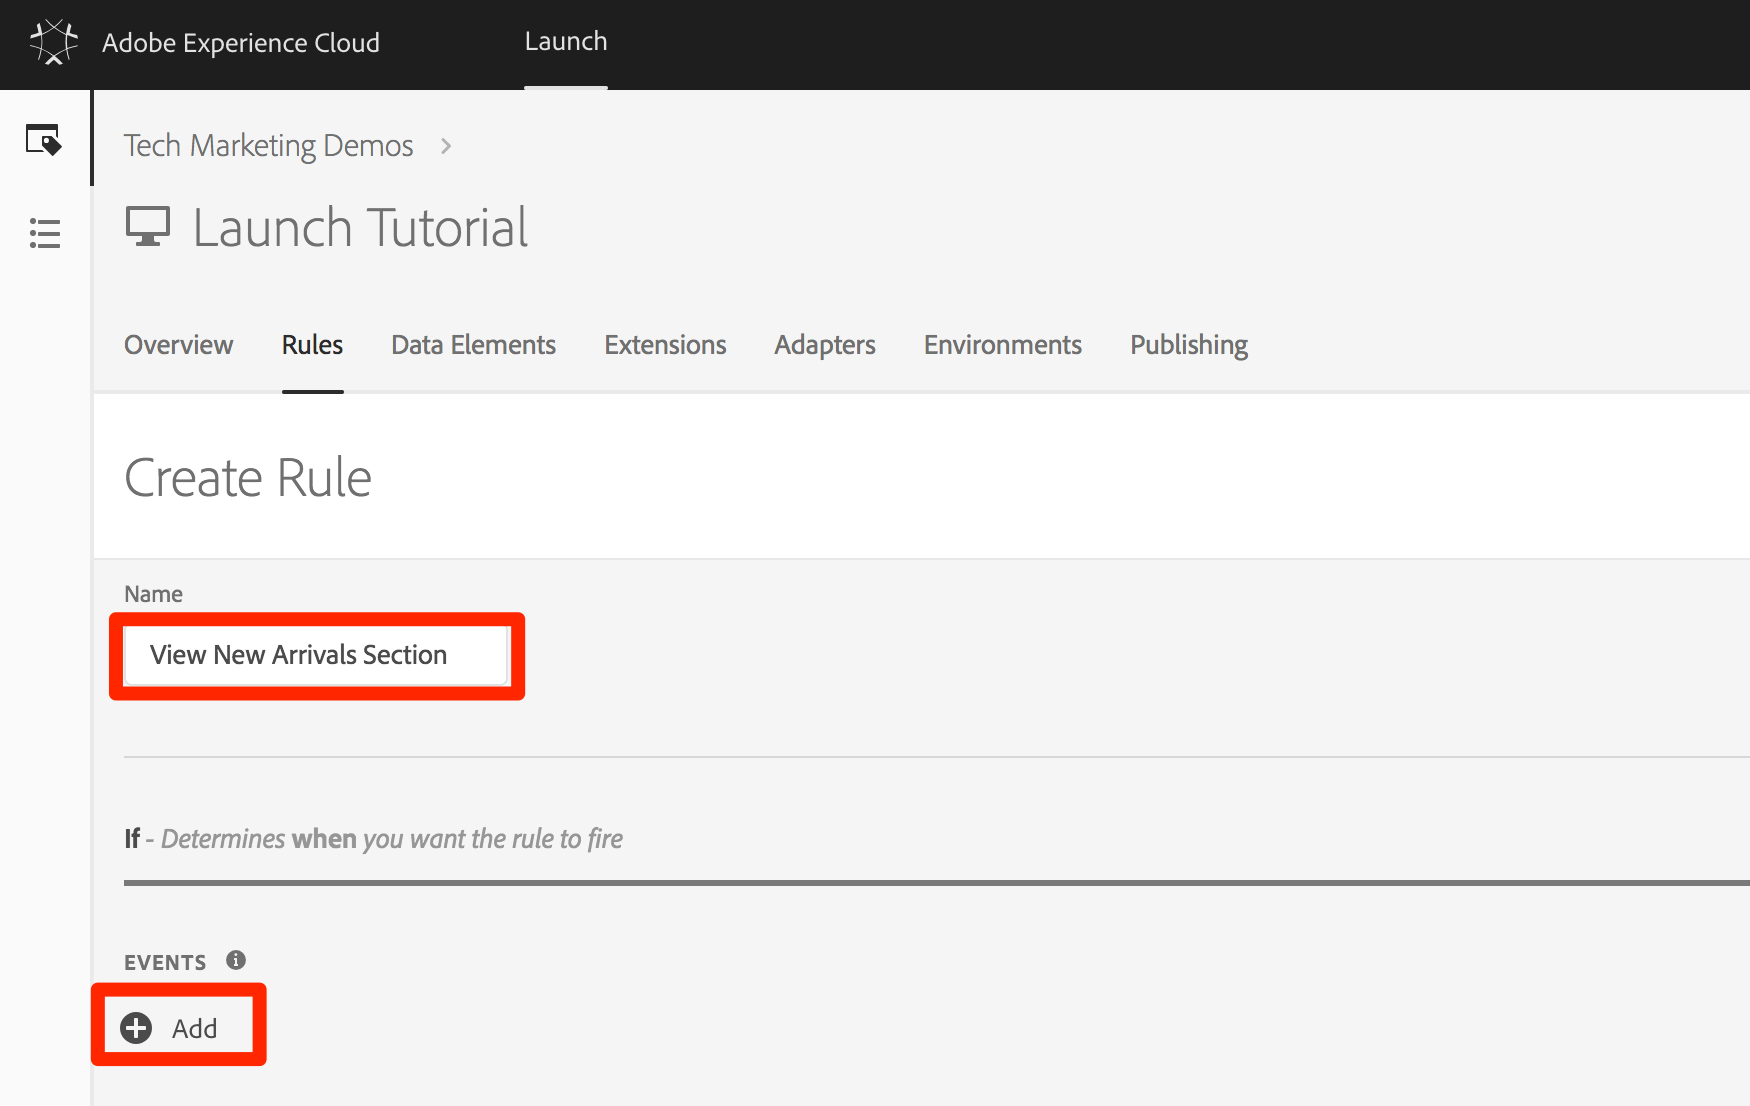 Adobe Experience Cloud Launch
Tech Marketing Demos
Launch Tutorial
Overview Rules Data Elements Extensions Adapters Environments Publishing
Create Rule
Name
View New Arrivals Section
If - Determines when you want the rule to fire
EVENTS
Add